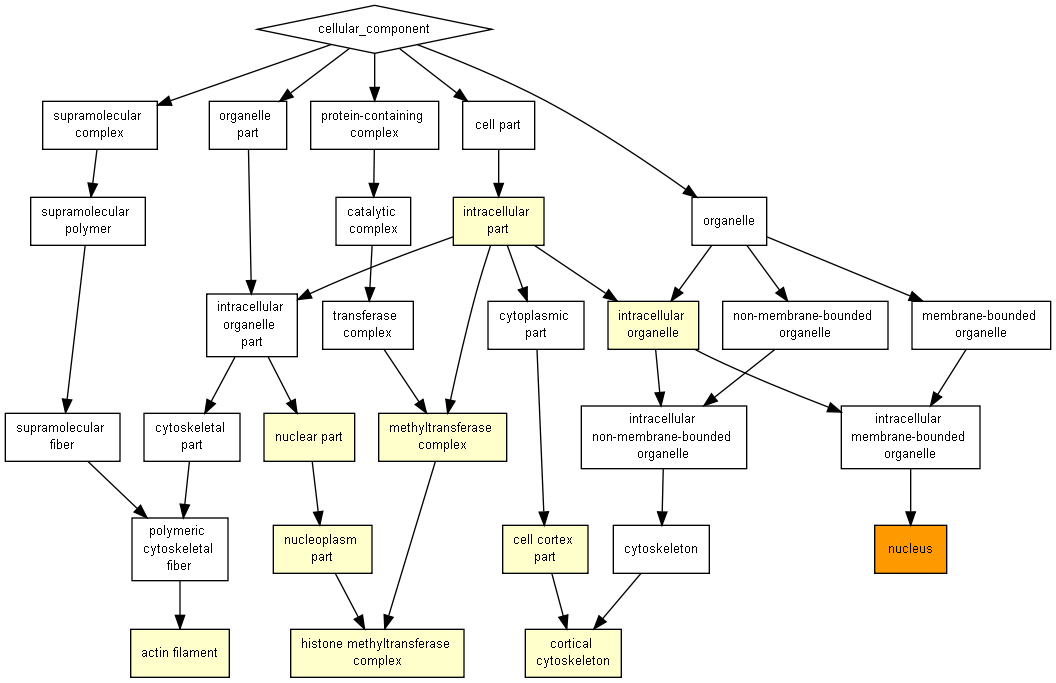 cellular_component
supramolecular
complex
organelle
part
protein-containing
complex
cell part
supramolecular
polymer
catalytic
complex
intracellular
part
organelle
intracellular
organelle
part
transferase
complex
cytoplasmic
part
intracellular
organelle
non-membrane-bounded
organelle
membrane-bounded
organelle
supramolecular
fiber
cytoskeletal
part
nuclear part
methyltransferase
complex
intracellular
non-membrane-bounded
organelle
intracellular
membrane-bounded
organelle
polymeric
cytoskeletal
fiber
nucleoplasm
part
cell cortex
part
cytoskeleton
nucleus
actin filament
histone methyltransferase
complex
cortical
cytoskeleton